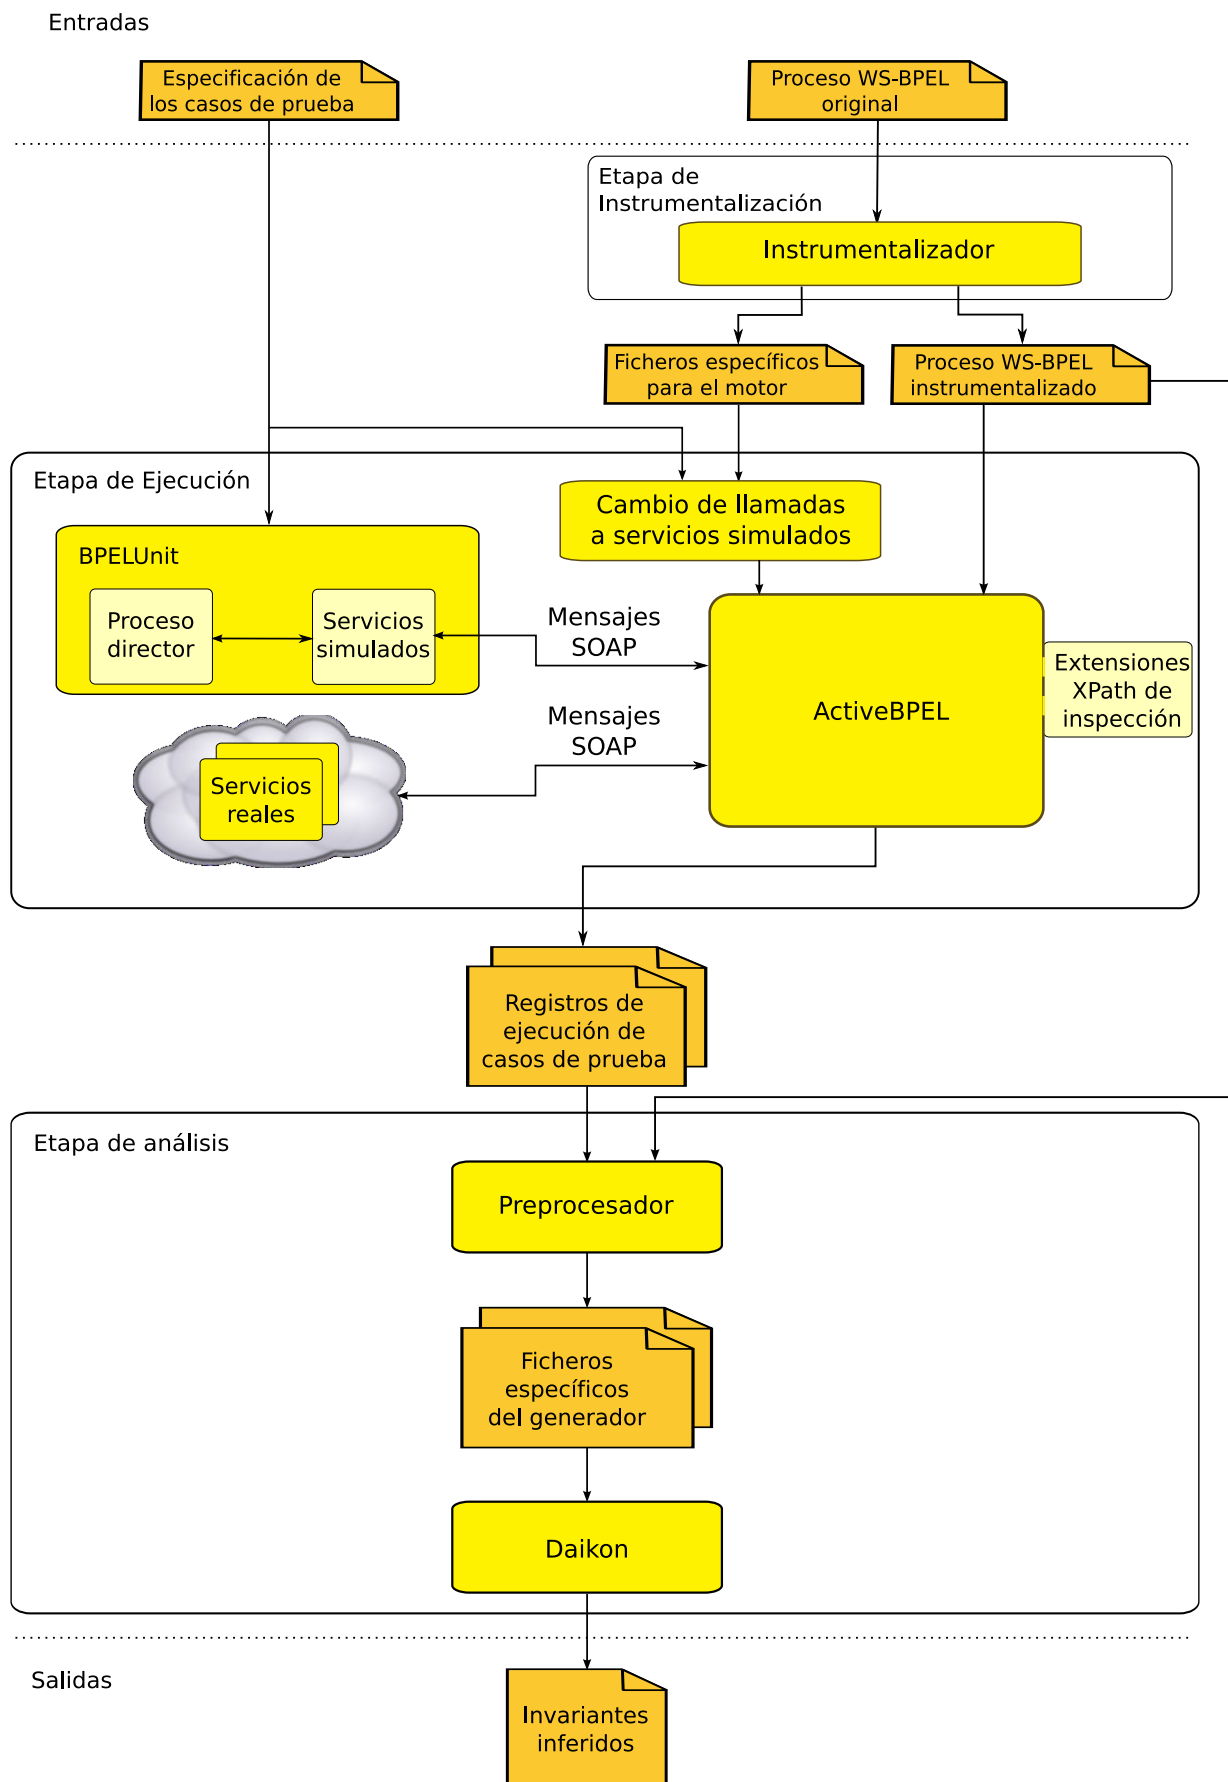 Entradas
Especificación de
los casos de prueba
Proceso WS-BPEL
original
Etapa de
Instrumentalización
Instrumentalizador
Ficheros específicos
para el motor
Proceso WS-BPEL
instrumentalizado
Etapa de Ejecución
Cambio de llamadas
a servicios simulados
BPELUnit
Proceso
director
Servicios
simulados
Mensajes
SOAP
ActiveBPEL
Extensiones
XPath de
inspección
Mensajes
SOAP
Servicios
reales
Registros de
ejecución de
casos de prueba
Etapa de análisis
Preprocesador
Ficheros
específicos
del generador
Daikon
Salidas
Invariantes
inferidos